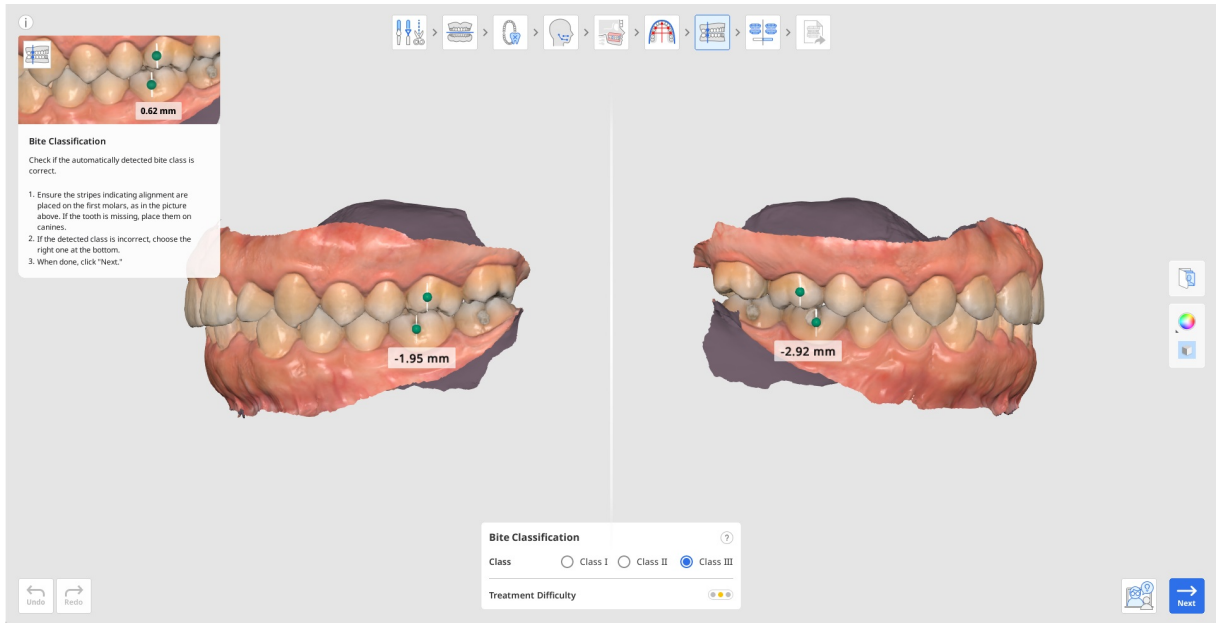 i
0.62 mm
Bite Classification
Check if the automatically detected bite class is
correct.
1. Ensure the stripes indicating alignment are
placed on the first molars, as in the picture
above. If the tooth is missing, place them on
canines.
2. If the detected class is incorrect, choose the
right one at the bottom.
3. When done, click "Next."
-1.95 mm
-2.92 mm
Bite Classification ?
Class Class I Class II Class III
Treatment Difficulty
Undo Redo
Next